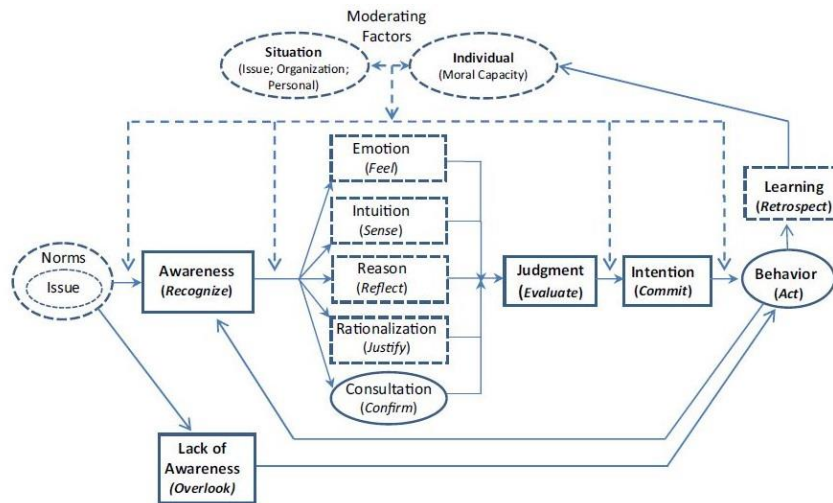 Moderating
Factors
Situation
(Issue; Organization;
Personal)
Individual
(Moral Capacity)
Emotion
(Feel)
Intuition
(Sense)
Reason
(Reflect)
Rationalization
(Justify)
Consultation
(Confirm)
Norms
Issue
Awareness
(Recognize)
Judgment
(Evaluate)
Intention
(Commit)
Learning
(Retrospect)
Behavior
(Act)
Lack of
Awareness
(Overlook)